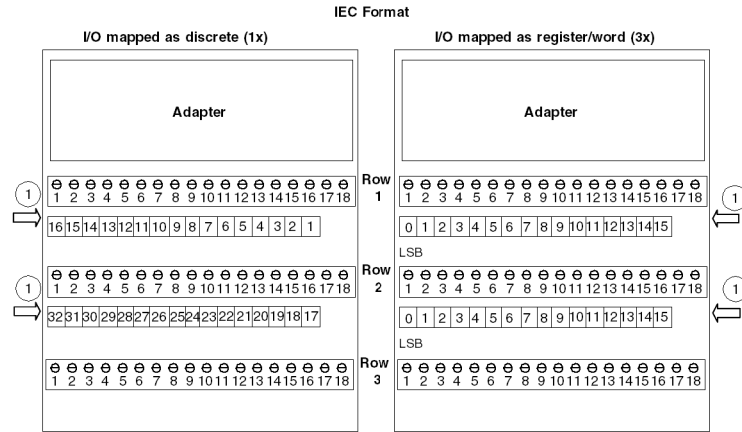 IEC Format
I/O mapped as discrete (1x)
I/O mapped as register/word (3x)
Adapter
Adapter
1
1 2 3 4 5 6 7 8 9 10 11 12 13 14 15 16 17 18
Row 1
1 2 3 4 5 6 7 8 9 10 11 12 13 14 15 16 17 18
1
16 15 14 13 12 11 10 9 8 7 6 5 4 3 2 1
0 1 2 3 4 5 6 7 8 9 10 11 12 13 14 15
LSB
1
1 2 3 4 5 6 7 8 9 10 11 12 13 14 15 16 17 18
Row 2
1 2 3 4 5 6 7 8 9 10 11 12 13 14 15 16 17 18
1
32 31 30 29 28 27 26 25 24 23 22 21 20 19 18 17
0 1 2 3 4 5 6 7 8 9 10 11 12 13 14 15
LSB
1 2 3 4 5 6 7 8 9 10 11 12 13 14 15 16 17 18
Row 3
1 2 3 4 5 6 7 8 9 10 11 12 13 14 15 16 17 18